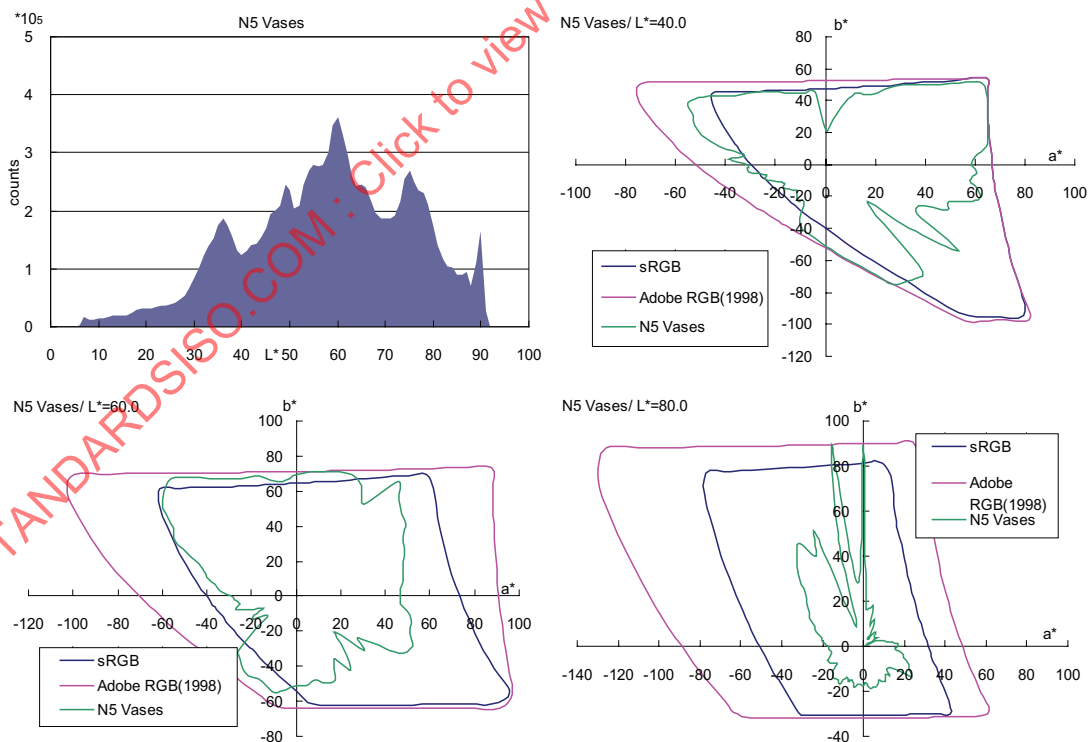 *10⁵
N5 Vases
5
4
3
2
1
0
counts
0 10 20 30 40 L* 50 60 70 80 90 100
N5 Vases/ L*=40.0
b*
80
60
40
20
0
a*
-100 -80 -60 -40 -20 0 20 40 60 80 100
-20
-40
-60
-80
-100
-120
sRGB
Adobe RGB(1998)
N5 Vases
N5 Vases/ L*=60.0
b*
100
80
60
40
20
0
a*
-120 -100 -80 -60 -40 -20 0 20 40 60 80 100
-20
-40
-60
-80
sRGB
Adobe RGB(1998)
N5 Vases
N5 Vases/ L*=80.0
b*
100
80
60
40
20
0
a*
-140 -120 -100 -80 -60 -40 -20 0 20 40 60 80 100
-20
-40
sRGB
Adobe
RGB(1998)
N5 Vases
TANDARDSISO.COM : Click to view